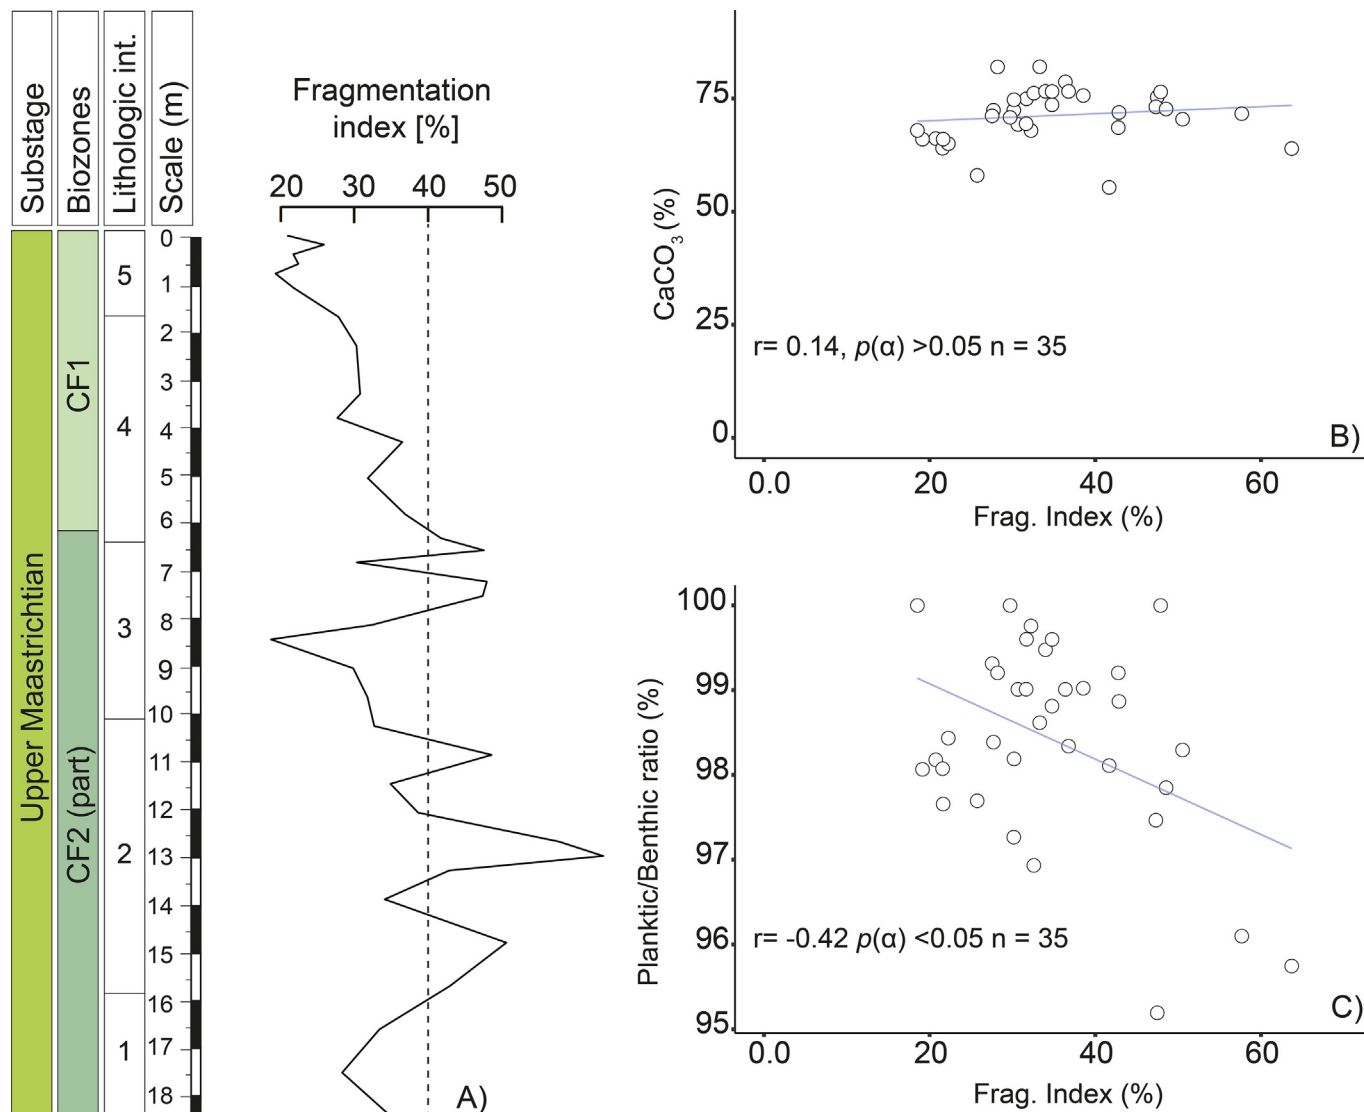 Substage
Biozones
Lithologic int.
Scale (m)
Upper Maastrichtian
CF1
CF2 (part)
5
4
3
2
1
0
1
2
3
4
5
6
7
8
9
10
11
12
13
14
15
16
17
18
Fragmentation
index [%]
20 30 40 50
A)
CaCO₃ (%)
75
50
25
0
r= 0.14, p(α) >0.05 n = 35
B)
0.0 20 40 60
Frag. Index (%)
Planktic/Benthic ratio (%)
100
99
98
97
96
95
r= -0.42 p(α) <0.05 n = 35
C)
0.0 20 40 60
Frag. Index (%)